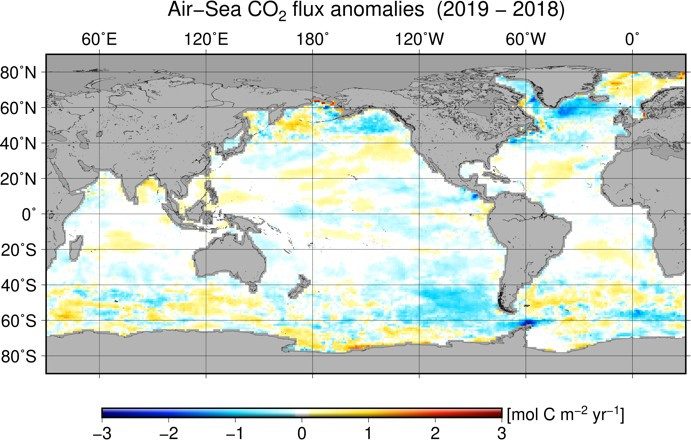 Air−Sea CO₂ flux anomalies (2019 − 2018)
60°E 120°E 180° 120°W 60°W 0°
80°N
60°N
40°N
20°N
0°
20°S
40°S
60°S
80°S
−3 −2 −1 0 1 2 3 [mol C m⁻² yr⁻¹]